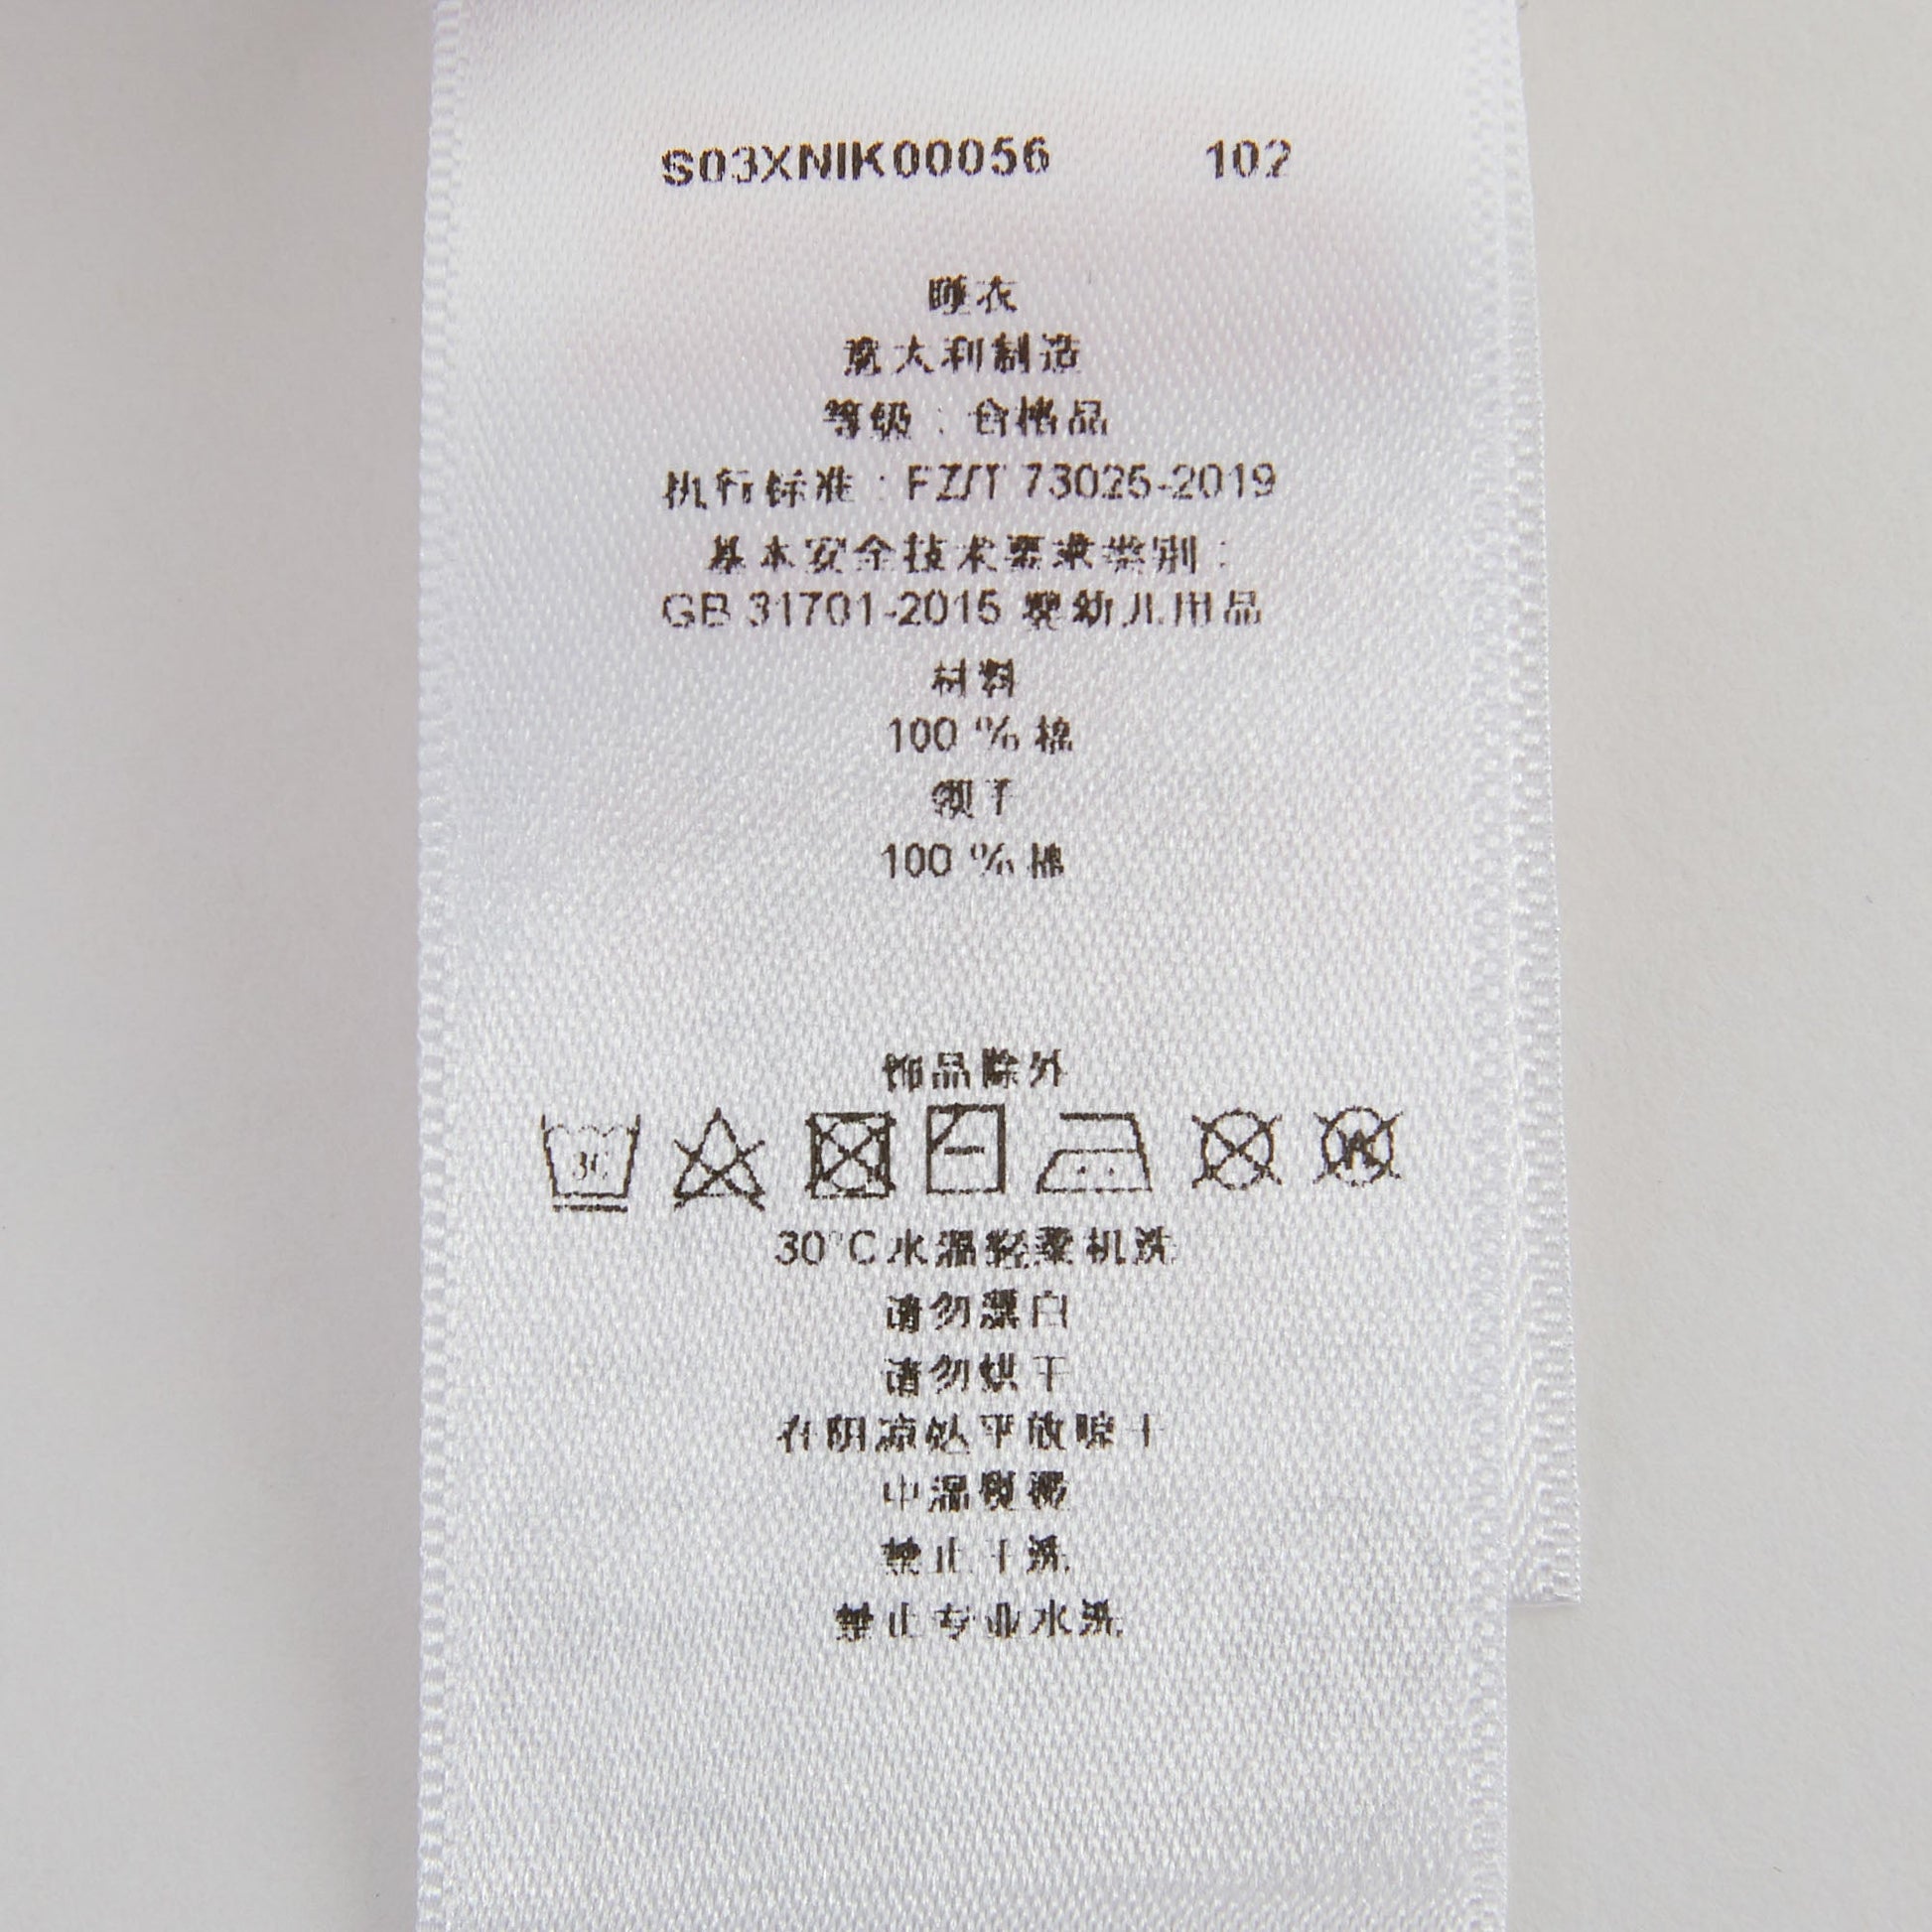 S03XNIK00056 102
睡衣
意大利制造
等级：合格品
执行标准：FZ/T 73025-2019
基本安全技术要求类别：
GB 31701-2015 婴幼儿用品
材料
100 % 棉
领子
100 % 棉
饰品除外
30
W
30°C水温轻柔机洗
请勿漂白
请勿烘干
在阴凉处平放晾干
中温熨烫
禁止干洗
禁止专业水洗